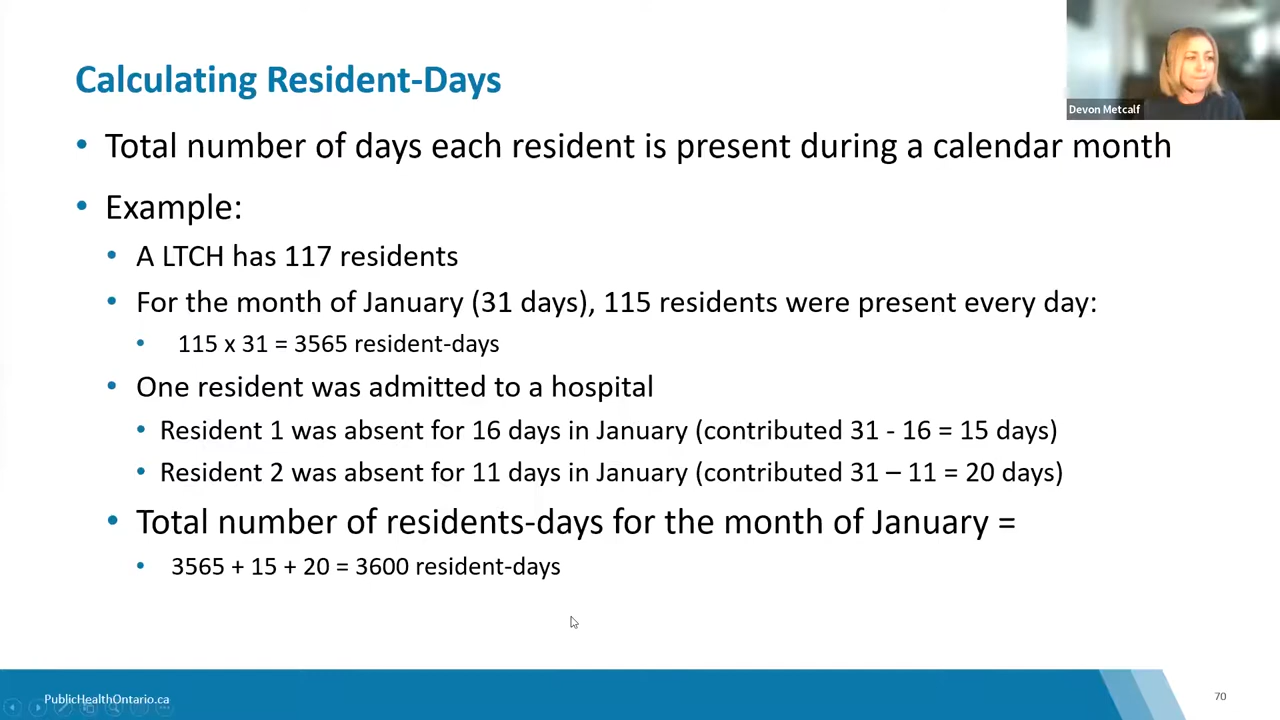 Calculating Resident-Days
Devon Metcalf
• Total number of days each resident is present during a calendar month
• Example:
• A LTCH has 117 residents
• For the month of January (31 days), 115 residents were present every day:
• 115 x 31 = 3565 resident-days
• One resident was admitted to a hospital
• Resident 1 was absent for 16 days in January (contributed 31 - 16 = 15 days)
• Resident 2 was absent for 11 days in January (contributed 31 – 11 = 20 days)
• Total number of residents-days for the month of January =
• 3565 + 15 + 20 = 3600 resident-days
PublicHealthOntario.ca
70